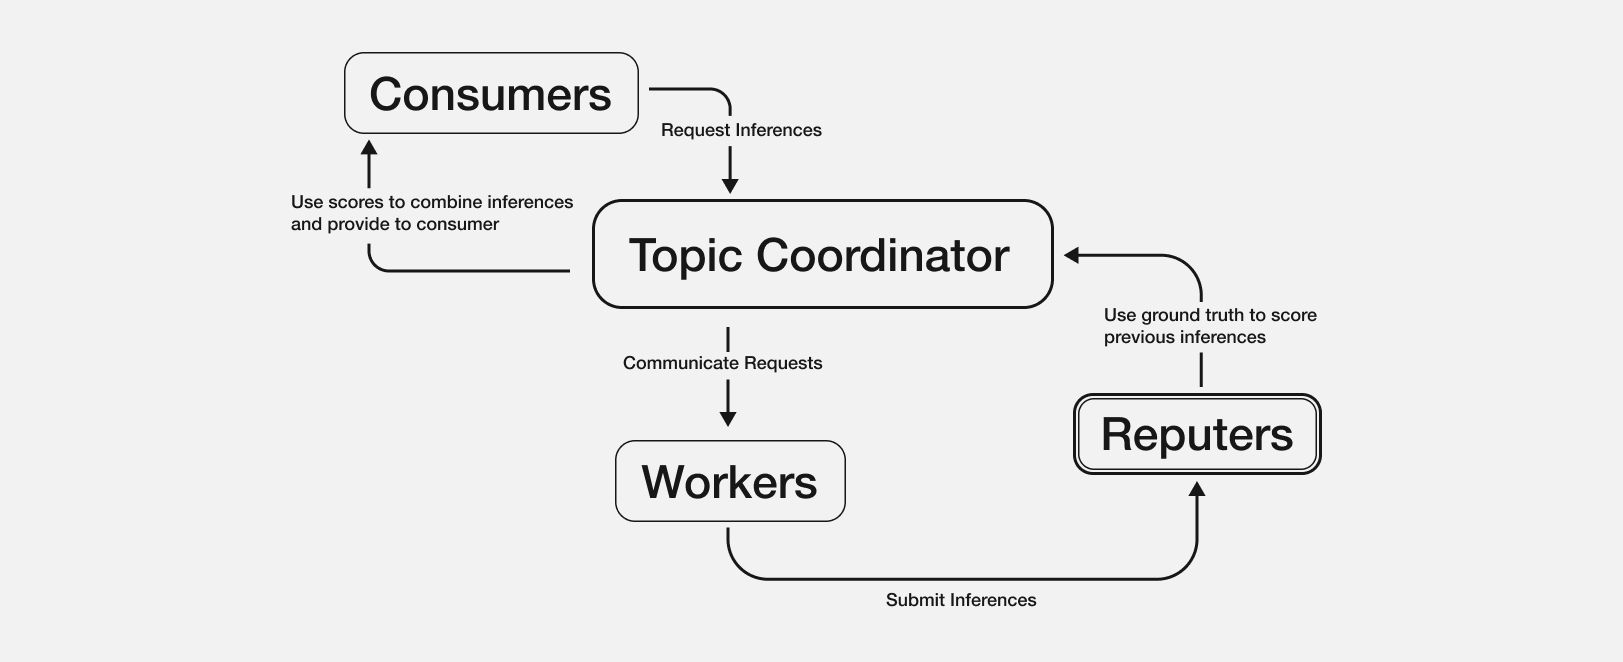 Consumers
Request Inferences
Use scores to combine inferences
and provide to consumer
Topic Coordinator
Use ground truth to score
previous inferences
Communicate Requests
Reputers
Workers
Submit Inferences